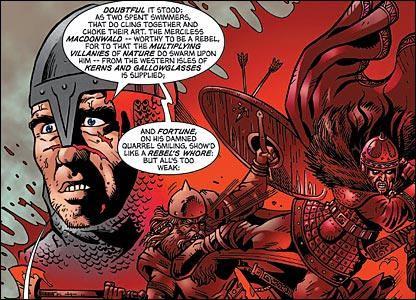 DOUBTFUL IT STOOD;
AS TWO SPENT SWIMMERS,
THAT DO CLING TOGETHER AND
CHOKE THEIR ART. THE MERCILESS
MACDONWALD -- WORTHY TO BE A REBEL,
FOR TO THAT THE MULTIPLYING
VILLANIES OF NATURE DO SWARM UPON
HIM -- FROM THE WESTERN ISLES OF
KERNS AND GALLOWGLASSES
IS SUPPLIED;
AND FORTUNE,
ON HIS DAMNED
QUARREL SMILING, SHOW'D
LIKE A REBEL'S WHORE:
BUT ALL'S TOO
WEAK: